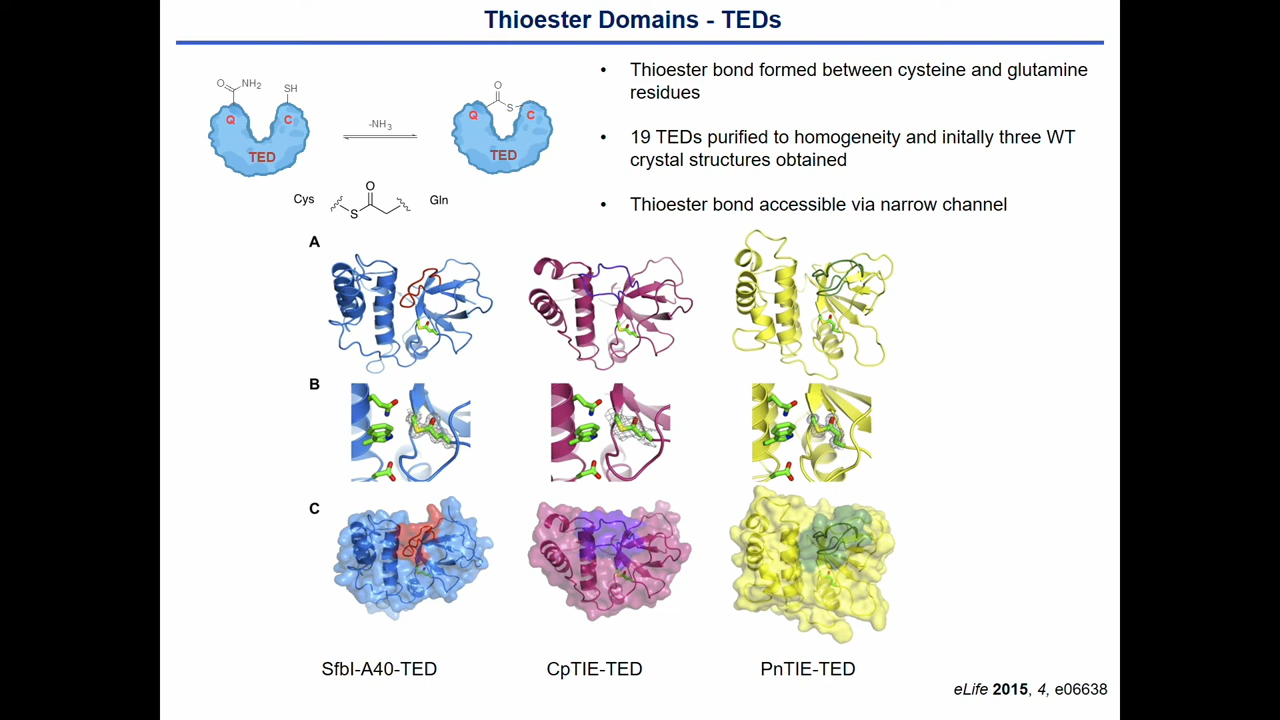 Thioester Domains - TEDs
O NH2 SH
Q C
TED
-NH3
O
S
Q C
TED
Cys O S Gln
• Thioester bond formed between cysteine and glutamine
residues
• 19 TEDs purified to homogeneity and initally three WT
crystal structures obtained
• Thioester bond accessible via narrow channel
A
B
C
SfbI-A40-TED
CpTIE-TED
PnTIE-TED
eLife 2015, 4, e06638